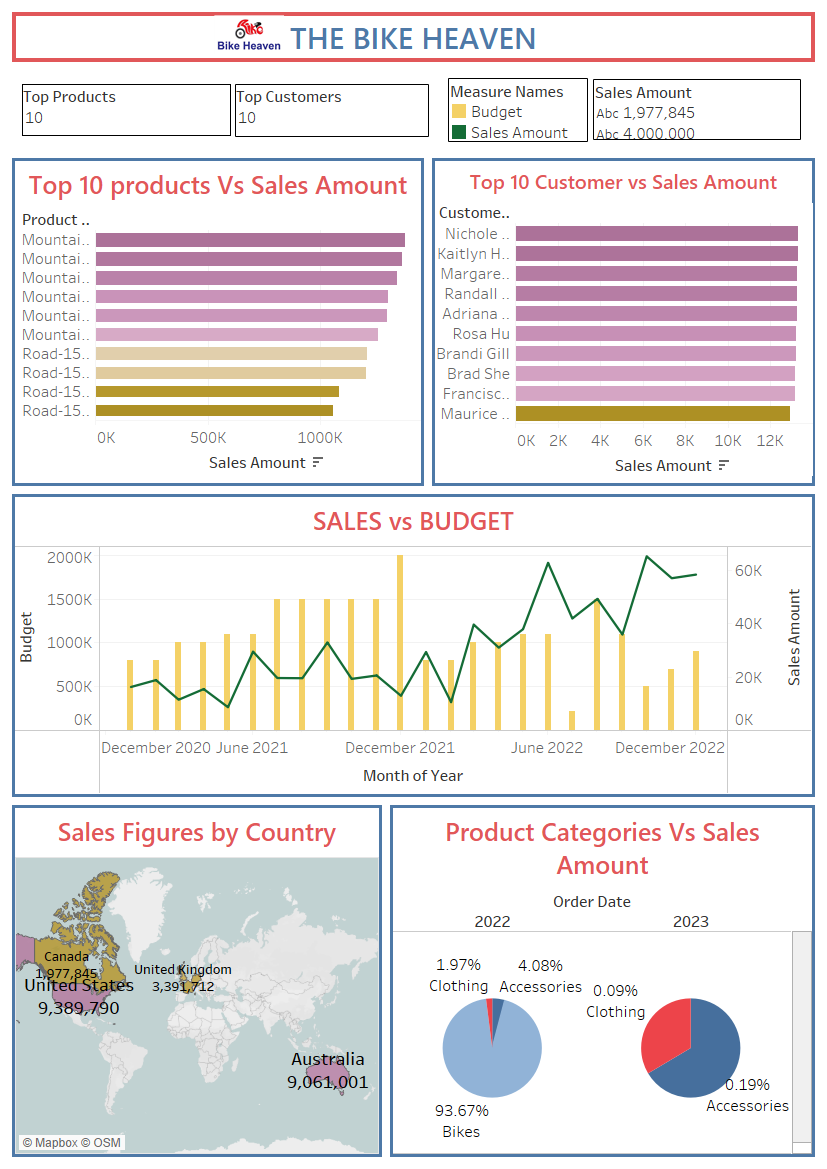 Bike Heaven
THE BIKE HEAVEN
Top Products
10
Top Customers
10
Measure Names
Budget
Sales Amount
Sales Amount
Abc 1,977,845
Abc 4,000,000
Top 10 products Vs Sales Amount
Product ..
Mountai..
Mountai..
Mountai..
Mountai..
Mountai..
Mountai..
Road-15..
Road-15..
Road-15..
Road-15..
0K 500K 1000K
Sales Amount
Top 10 Customer vs Sales Amount
Custome..
Nichole ..
Kaitlyn H..
Margare..
Randall ..
Adriana ..
Rosa Hu
Brandi Gill
Brad She
Francisc..
Maurice ..
0K 2K 4K 6K 8K 10K 12K
Sales Amount
SALES vs BUDGET
Budget
2000K
1500K
1000K
500K
0K
60K
40K
20K
0K
Sales Amount
December 2020 June 2021 December 2021 June 2022 December 2022
Month of Year
Sales Figures by Country
Canada
1,977,845
United States
9,389,790
United Kingdom
3,391,712
Australia
9,061,001
© Mapbox © OSM
Product Categories Vs Sales
Amount
Order Date
2022 2023
1.97%
Clothing
4.08%
Accessories
93.67%
Bikes
0.09%
Clothing
0.19%
Accessories